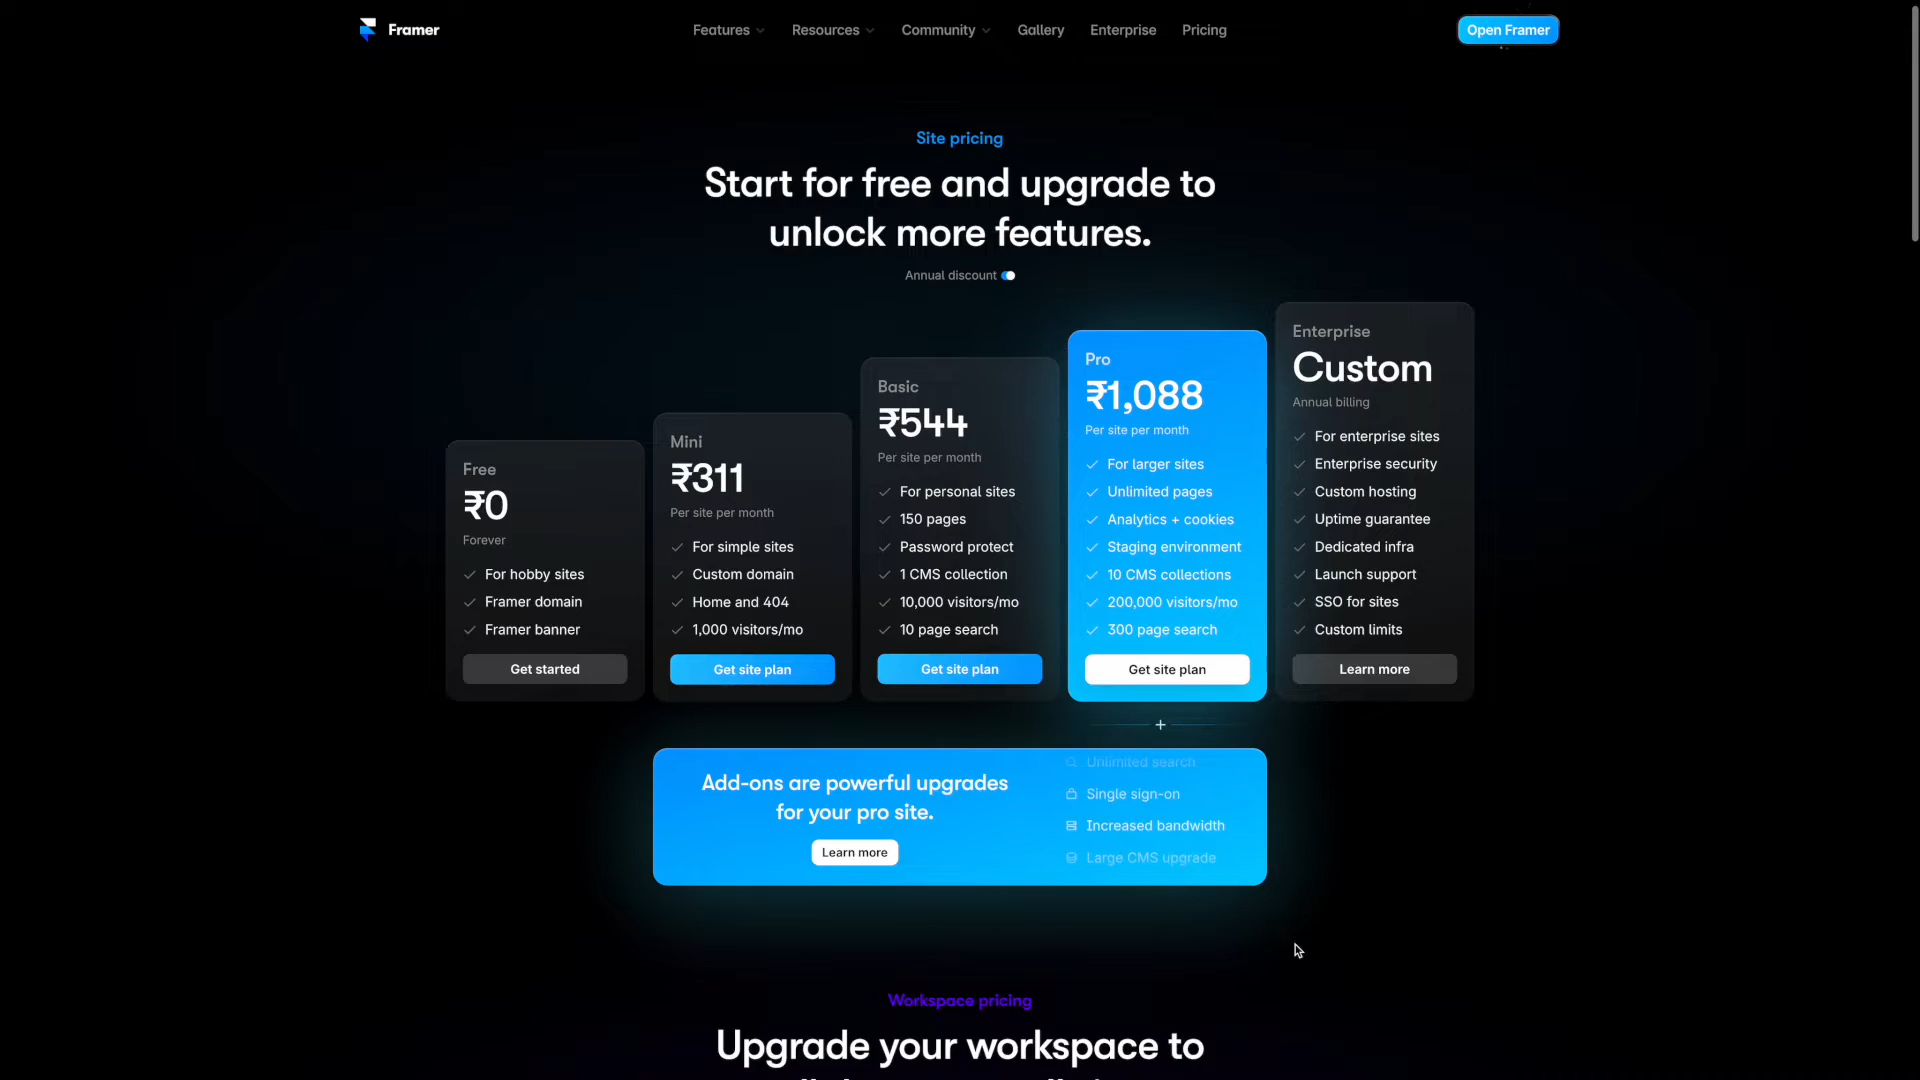 Framer
Features
Resources
Community
Gallery
Enterprise
Pricing
Open Framer
Site pricing
Start for free and upgrade to
unlock more features.
Annual discount
Free
₹0
Forever
For hobby sites
Framer domain
Framer banner
Get started
Mini
₹311
Per site per month
For simple sites
Custom domain
Home and 404
1,000 visitors/mo
Get site plan
Basic
₹544
Per site per month
For personal sites
150 pages
Password protect
1 CMS collection
10,000 visitors/mo
10 page search
Get site plan
Pro
₹1,088
Per site per month
For larger sites
Unlimited pages
Analytics + cookies
Staging environment
10 CMS collections
200,000 visitors/mo
300 page search
Get site plan
Enterprise
Custom
Annual billing
For enterprise sites
Enterprise security
Custom hosting
Uptime guarantee
Dedicated infra
Launch support
SSO for sites
Custom limits
Learn more
+
Add-ons are powerful upgrades
for your pro site.
Learn more
Unlimited search
Single sign-on
Increased bandwidth
Large CMS upgrade
Workspace pricing
Upgrade your workspace to